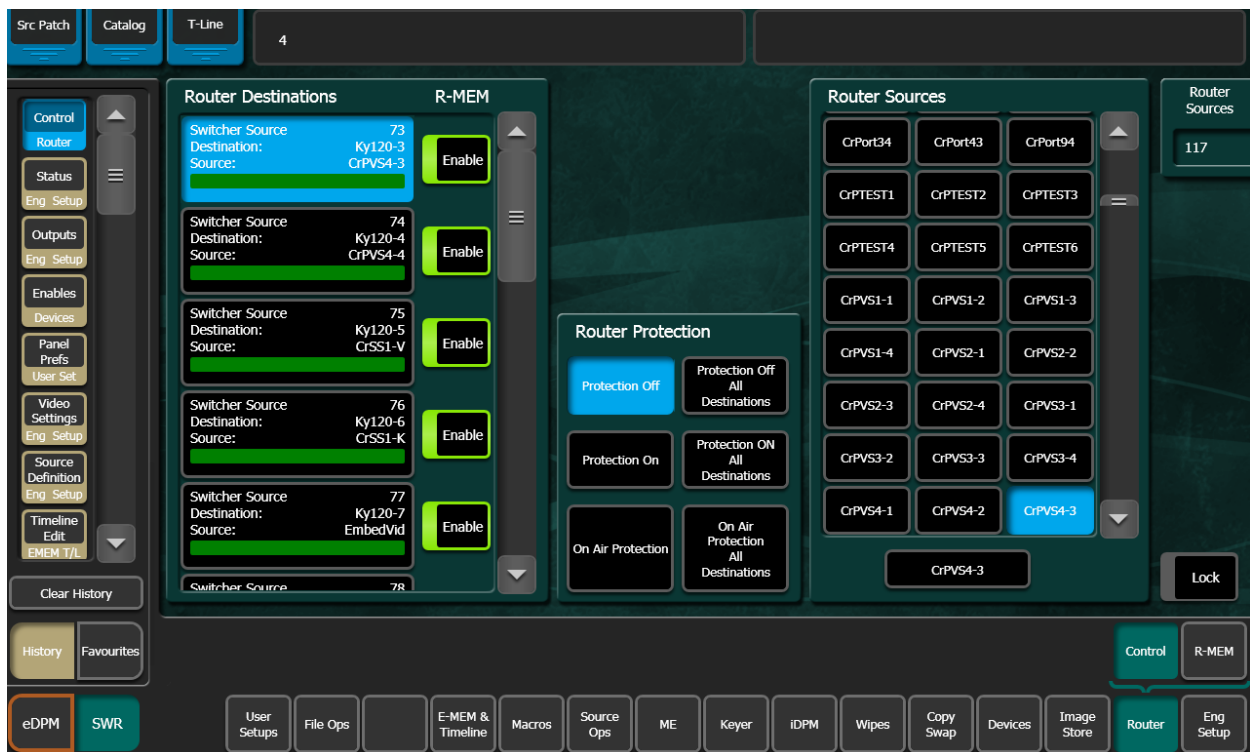 Src Patch
Catalog
T-Line
4
Control
Router
Status
Eng Setup
Outputs
Eng Setup
Enables
Devices
Panel
Prefs
User Set
Video
Settings
Eng Setup
Source
Definition
Eng Setup
Timeline
Edit
EMEM T/L
Clear History
History
Favourites
Router Destinations R-MEM
Switcher Source 73
Destination: Ky120-3
Source: CrPVS4-3
Enable
Switcher Source 74
Destination: Ky120-4
Source: CrPVS4-4
Enable
Switcher Source 75
Destination: Ky120-5
Source: CrSS1-V
Enable
Switcher Source 76
Destination: Ky120-6
Source: CrSS1-K
Enable
Switcher Source 77
Destination: Ky120-7
Source: EmbedVid
Enable
Switcher Source 78
Router Protection
Protection Off
Protection Off
All
Destinations
Protection On
Protection ON
All
Destinations
On Air Protection
On Air
Protection
All
Destinations
Router Sources
CrPort34 CrPort43 CrPort94
CrPTEST1 CrPTEST2 CrPTEST3
CrPTEST4 CrPTEST5 CrPTEST6
CrPVS1-1 CrPVS1-2 CrPVS1-3
CrPVS1-4 CrPVS2-1 CrPVS2-2
CrPVS2-3 CrPVS2-4 CrPVS3-1
CrPVS3-2 CrPVS3-3 CrPVS3-4
CrPVS4-1 CrPVS4-2 CrPVS4-3
CrPVS4-3
Router
Sources
117
Lock
Control
R-MEM
eDPM
SWR
User
Setups
File Ops
E-MEM &
Timeline
Macros
Source
Ops
ME
Keyer
iDPM
Wipes
Copy
Swap
Devices
Image
Store
Router
Eng
Setup